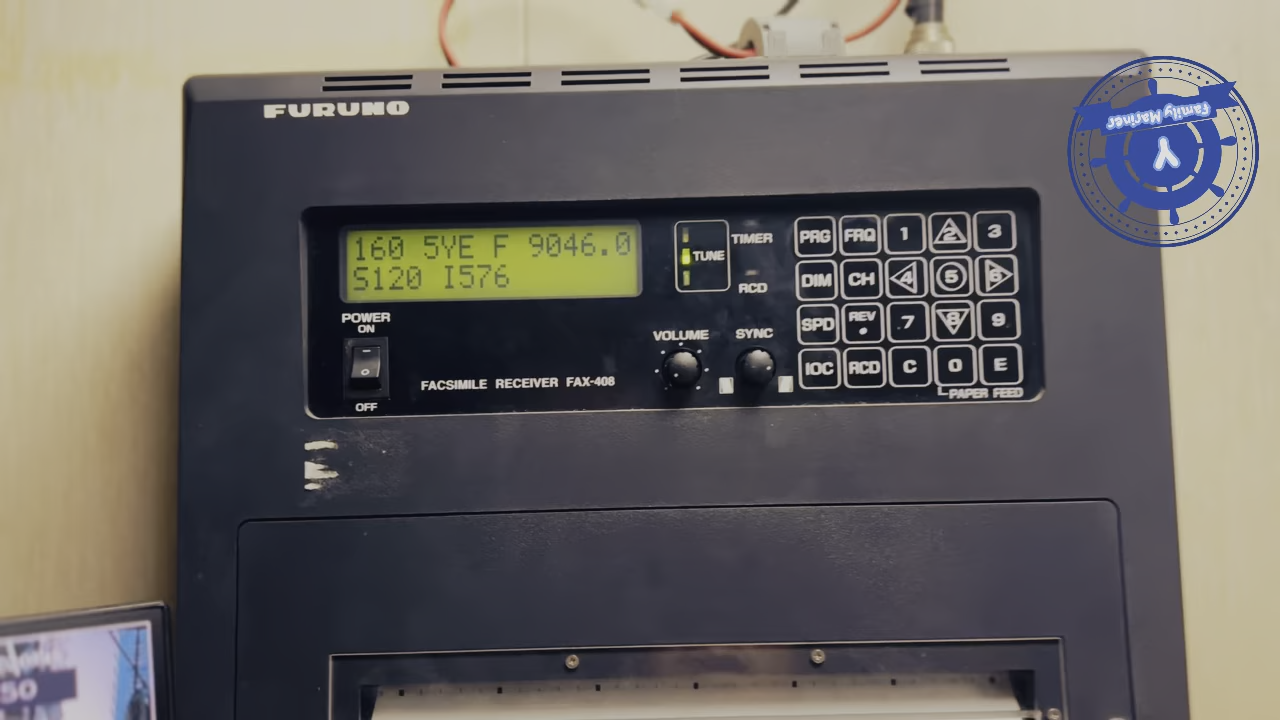 FURUNO
Family Mariner
160 5YE F 9046.0
S120 I576
TUNE
TIMER
RCD
PRG FRQ 1 2 3
DIM CH 4 5 6
SPD REV . 7 8 9
IOC RCD C 0 E
PAPER FEED
POWER
ON
OFF
VOLUME
SYNC
FACSIMILE RECEIVER FAX-408
50